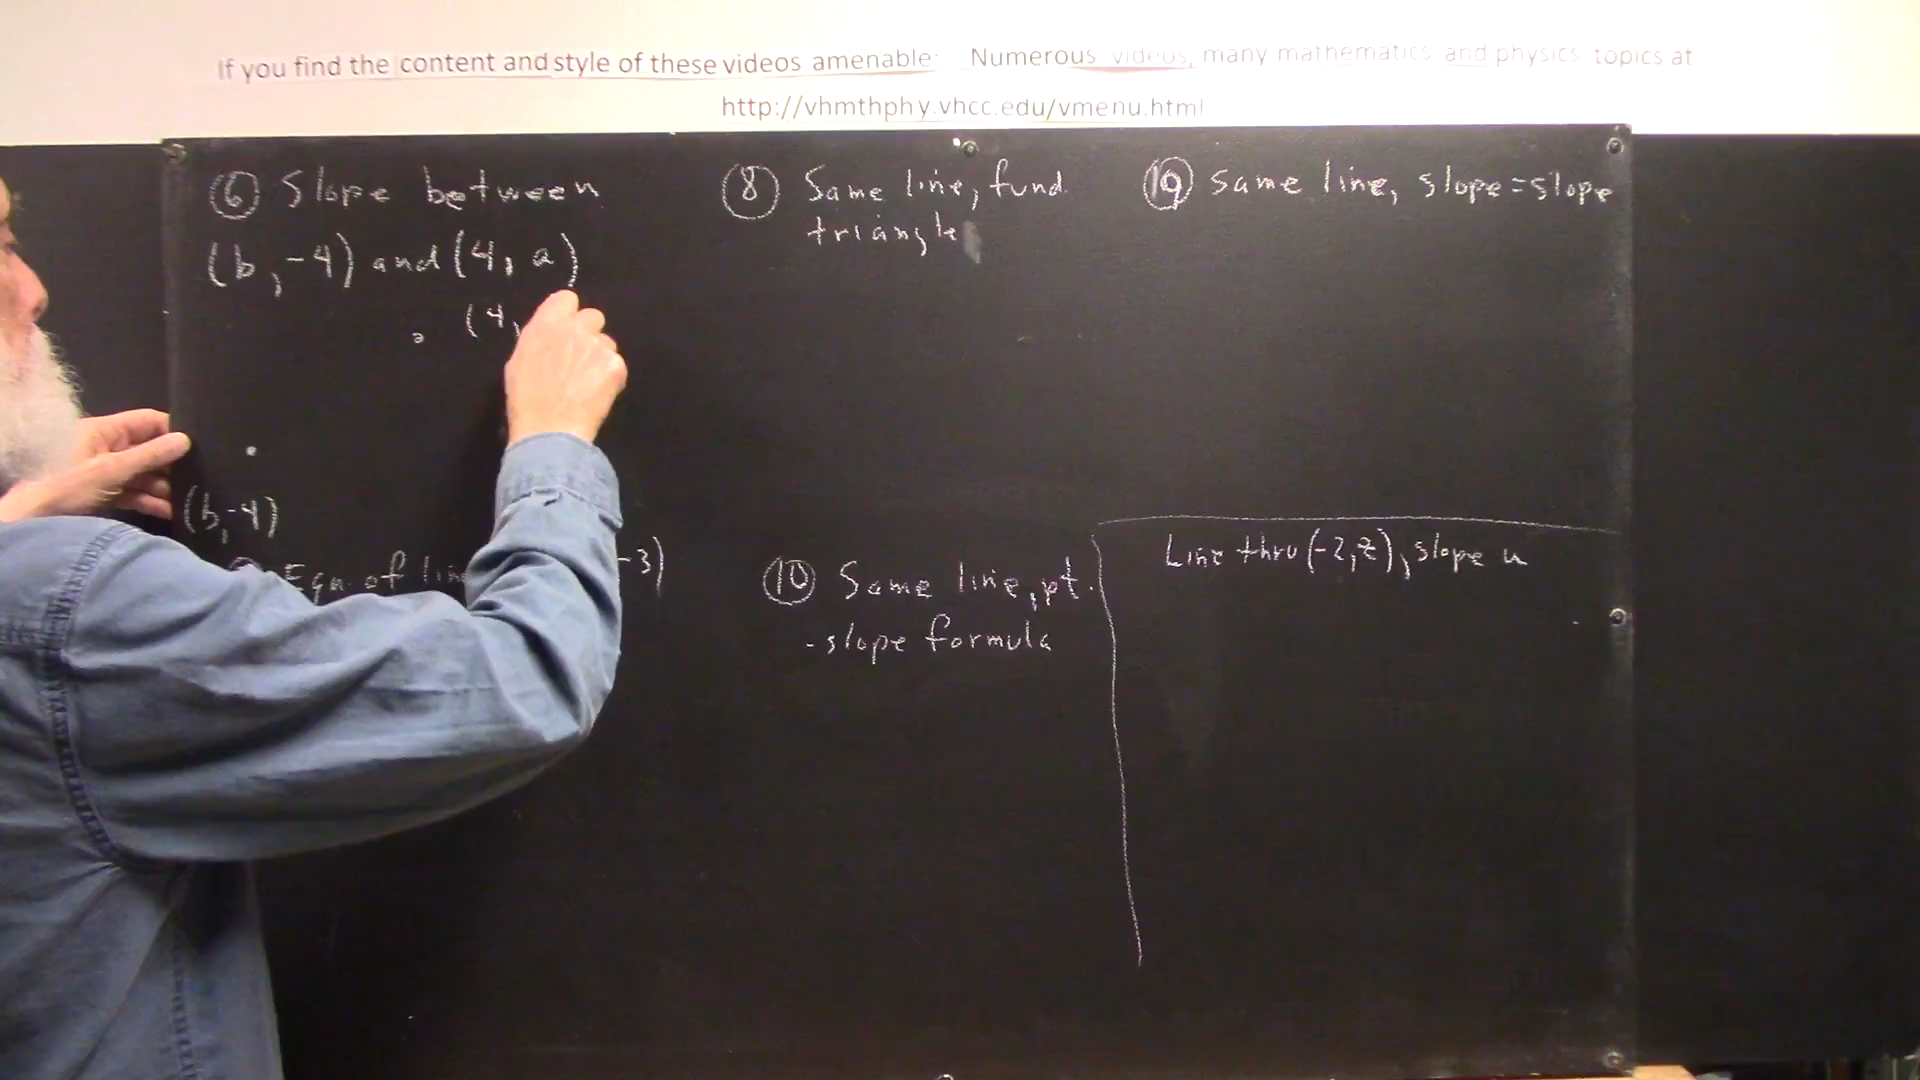 If you find the content and style of these videos amenable: Numerous videos, many mathematics and physics topics at
http://vhmthphy.vhcc.edu/vmenu.html
⑥ Slope between
(b, -4) and (4, a)
(4,
(b, -4)
Eqn. of line
-3)
⑧ Same line, fund.
triangle
⑩ Same line, pt.
-slope formula
same line, slope = slope
Line thru (-2, z), slope u